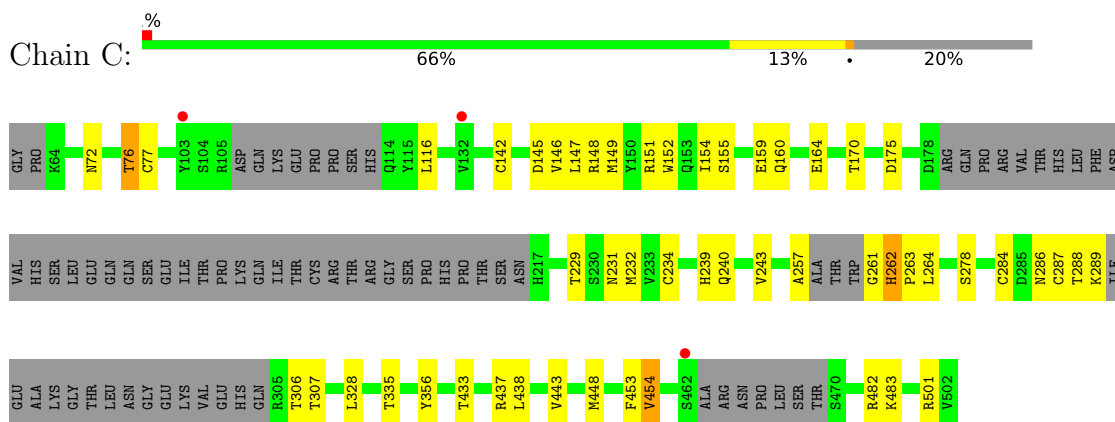 .%
Chain C:
66% 13% • 20%
GLY PRO K64 N72 T76 C77 Y103 S104 R105 ASP GLN LYS GLU PRO PRO SER HIS Q114 Y115 L116 V132 C142 D145 V146 L147 R148 M149 Y150 R151 W152 Q153 I154 S155 E159 Q160 E164 T170 D175 D178 ARG GLN PRO ARG VAL THR HIS LEU PHE ASP
VAL HIS SER LEU GLU GLN GLN SER GLU ILE THR PRO LYS GLN ILE THR CYS ARG THR ARG GLY SER PRO HIS PRO THR SER ASN H217 T229 S230 N231 M232 V233 C234 H239 Q240 V243 A257 ALA THR TRP G261 H262 P263 L264 S278 C284 D285 N286 C287 T288 K289 ILE
GLU ALA LYS GLY THR LEU ASN GLY GLU LYS VAL GLU HIS GLN R305 T306 T307 L328 T335 Y356 T433 R437 L438 V443 M448 F453 V454 S462 ALA ARG ASN PRO LEU SER THR S470 R482 K483 R501 V502